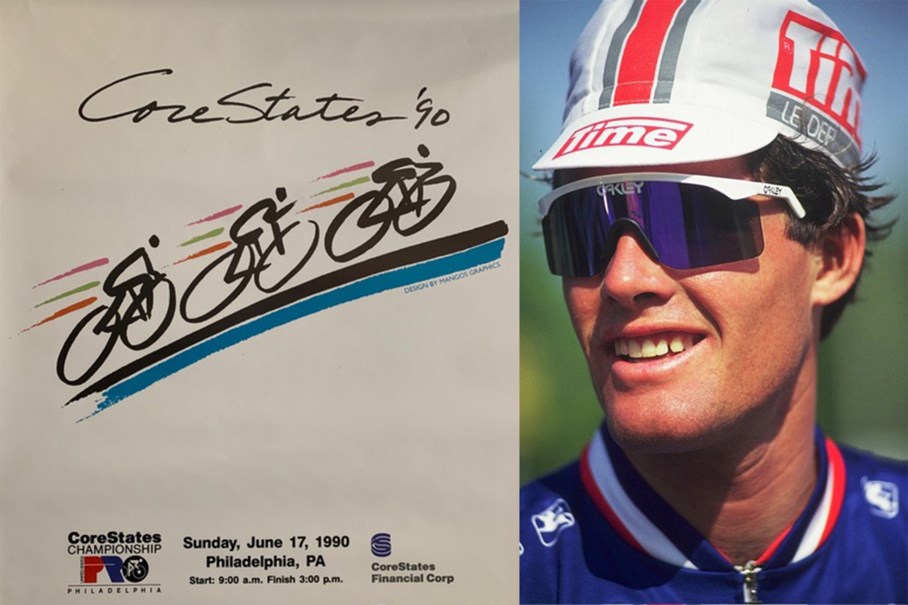 CoreStates '90
DESIGN BY MANGOS GRAPHICS
CoreStates
CHAMPIONSHIP
PRO
PHILADELPHIA
Sunday, June 17, 1990
Philadelphia, PA
Start: 9:00 a.m. Finish 3:00 p.m.
CoreStates
Financial Corp
Time
LE DÉP
Time
OAKLEY
OAKLEY